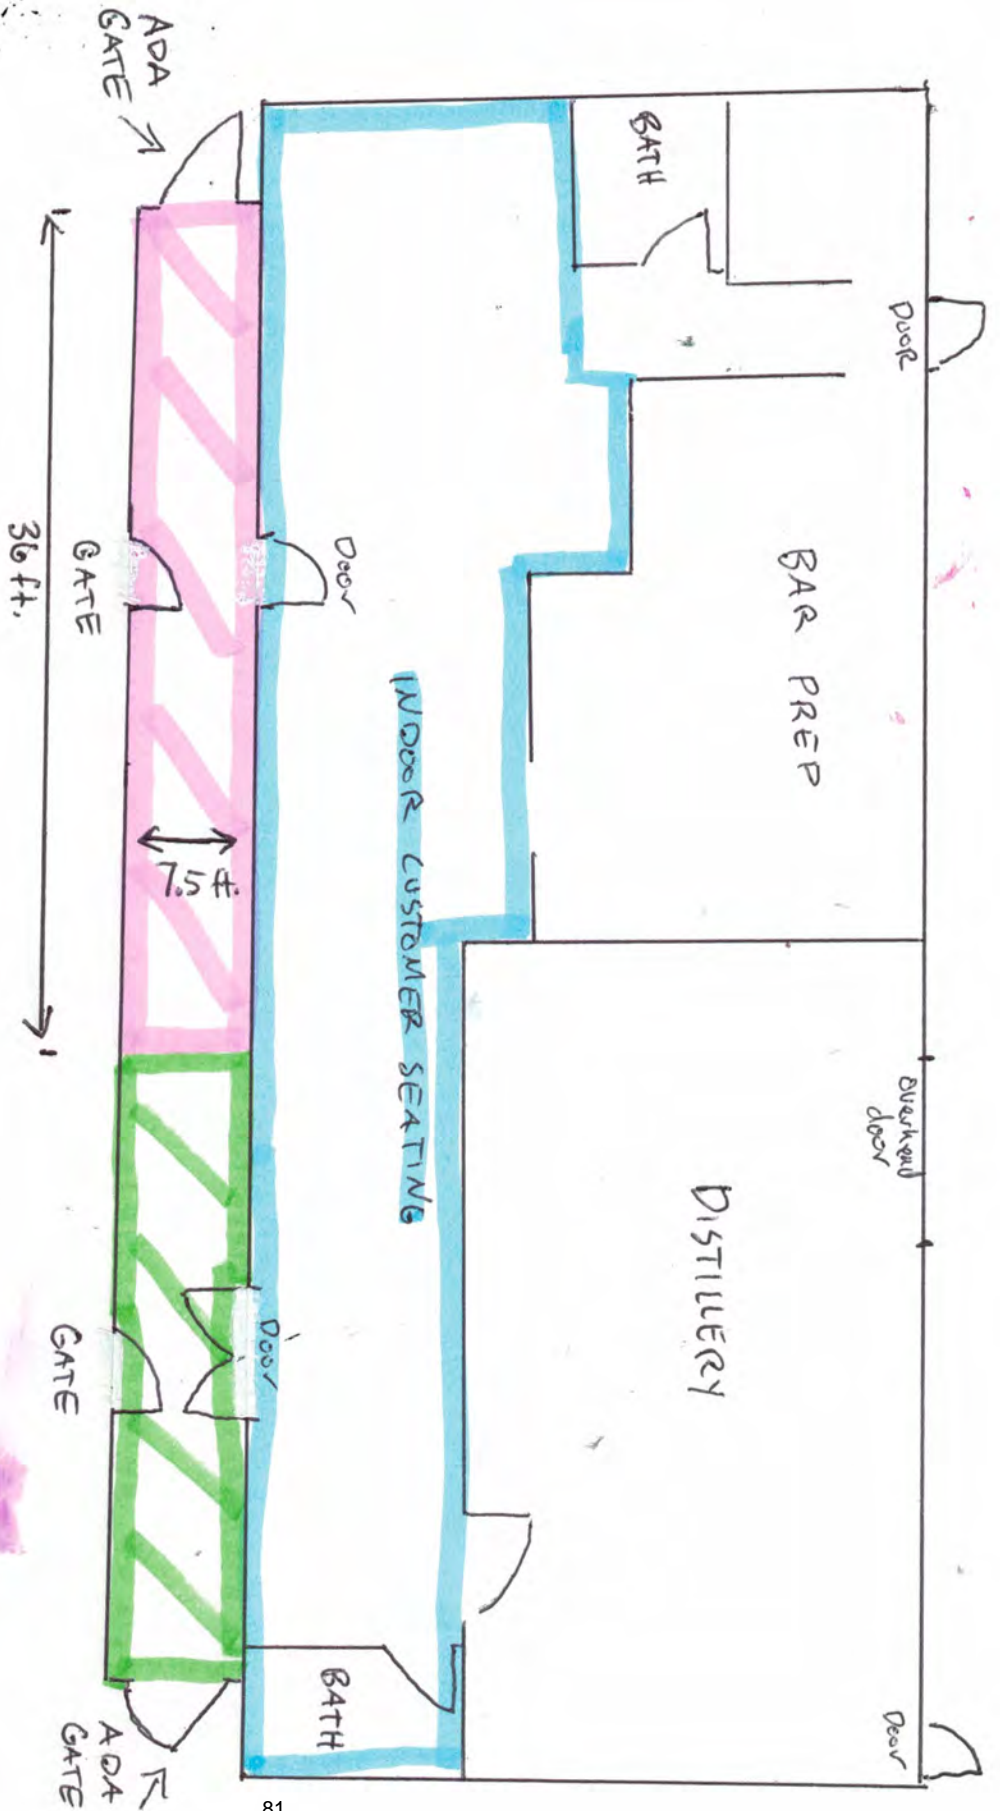 ADA
GATE
BATH
DOOR
36 ft.
GATE
Door
BAR PREP
INDOOR CUSTOMER SEATING
7.5 ft.
overhead
door
DISTILLERY
GATE
Door
BATH
Door
ADA
GATE
81